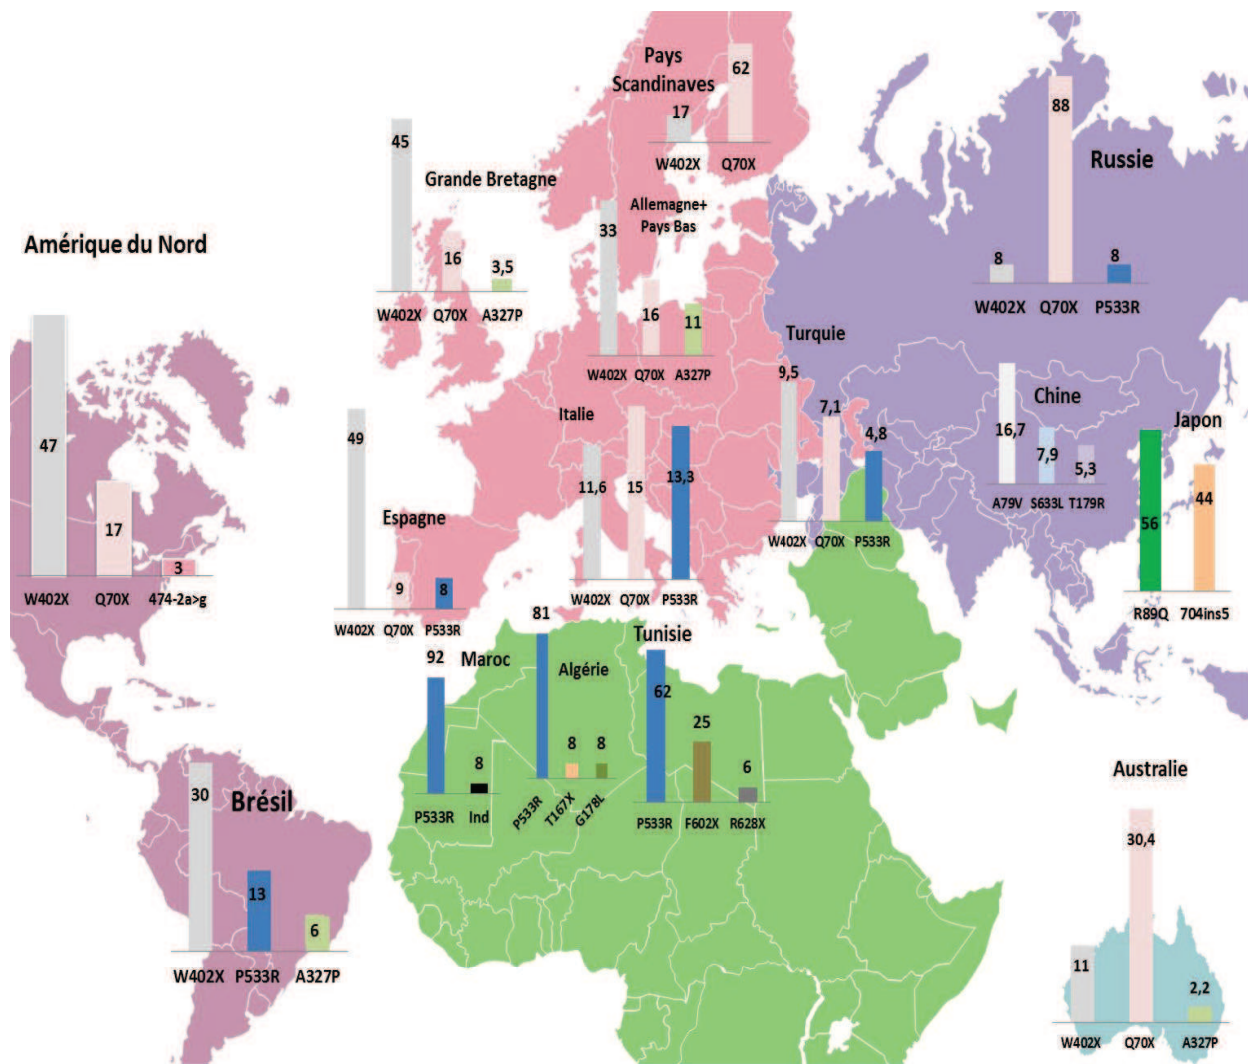 Pays
Scandinaves
17
62
W402X
Q70X
Grande Bretagne
45
16
3,5
W402X
Q70X
A327P
Allemagne+
Pays Bas
33
16
11
W402X
Q70X
A327P
Russie
8
88
8
W402X
Q70X
P533R
Amérique du Nord
47
17
3
W402X
Q70X
474-2a>g
Turquie
9,5
7,1
4,8
W402X
Q70X
P533R
Chine
16,7
7,9
5,3
A79V
S633L
T179R
Japon
56
44
R89Q
704ins5
Italie
11,6
15
13,3
W402X
Q70X
P533R
Espagne
49
9
8
W402X
Q70X
P533R
Maroc
92
8
P533R
Ind
Algérie
81
8
8
P533R
T167X
G178L
Tunisie
62
25
6
P533R
F602X
R628X
Brésil
30
13
6
W402X
P533R
A327P
Australie
11
30,4
2,2
W402X
Q70X
A327P